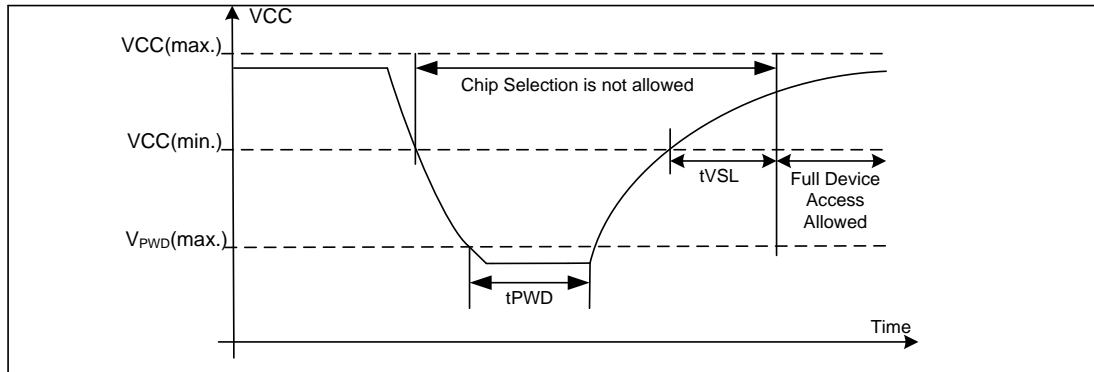 VCC
VCC(max.)
Chip Selection is not allowed
VCC(min.)
tVSL
Full Device
Access
Allowed
VPWD(max.)
tPWD
Time